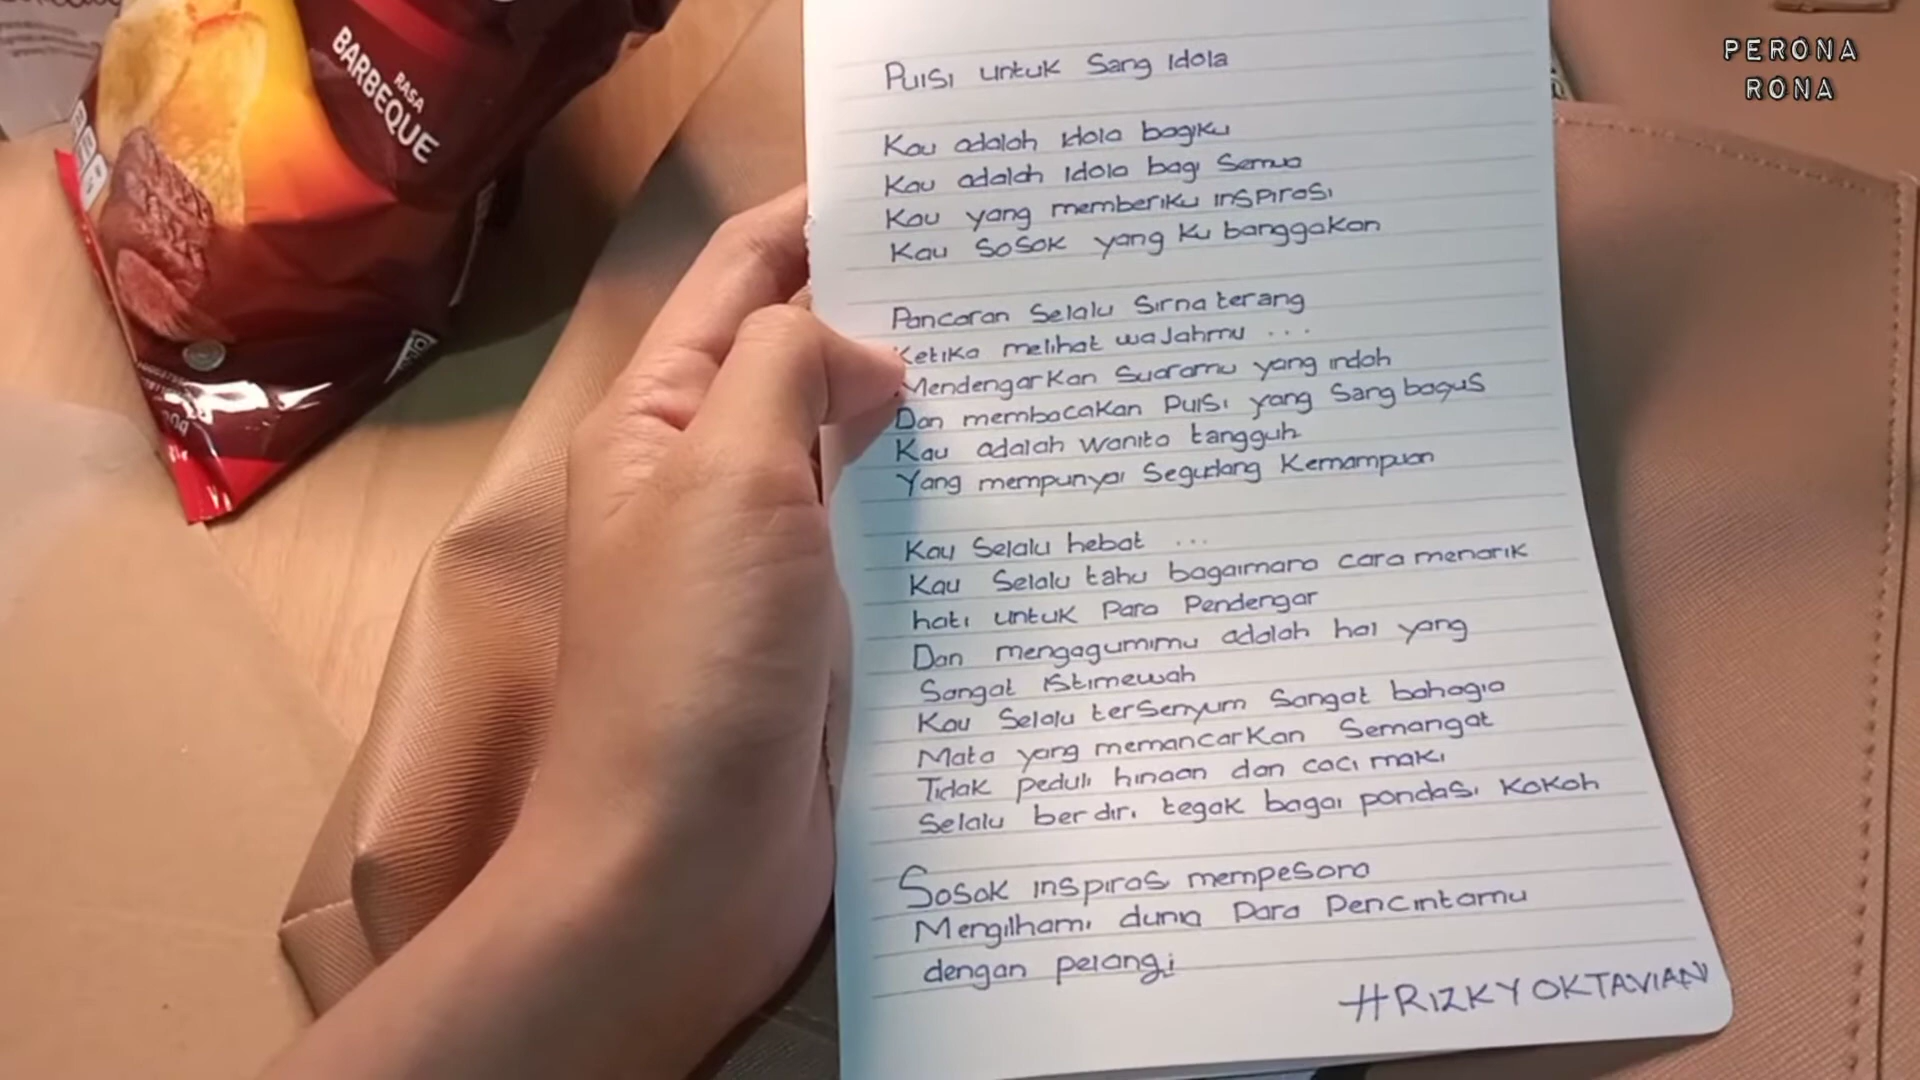 PERONA
RONA
RASA
BARBEQUE
Puisi untuk Sang Idola
Kau adalah Idola bagiku
Kau adalah Idola bagi Semua
Kau yang memberiku inspirasi
Kau Sosok yang Ku banggakan
Pancaran Selalu Sirna terang
Ketika melihat wajahmu ...
Mendengarkan Suaramu yang indah
Dan membacakan Puisi yang Sang bagus
Kau adalah wanita tangguh
Yang mempunyai Segudang Kemampuan
Kau Selalu hebat ...
Kau Selalu tahu bagaimana cara menarik
hati untuk Para Pendengar
Dan mengagumimu adalah hal yang
Sangat istimewah
Kau Selalu tersenyum Sangat bahagia
Mata yang memancarkan Semangat
Tidak peduli hinaan dan caci maki
Selalu berdiri tegak bagai pondasi Kokoh
Sosok inspiras mempesona
Mengilhami dunia Para Pencintamu
dengan pelangi
#RIZKYOKTAVIAN